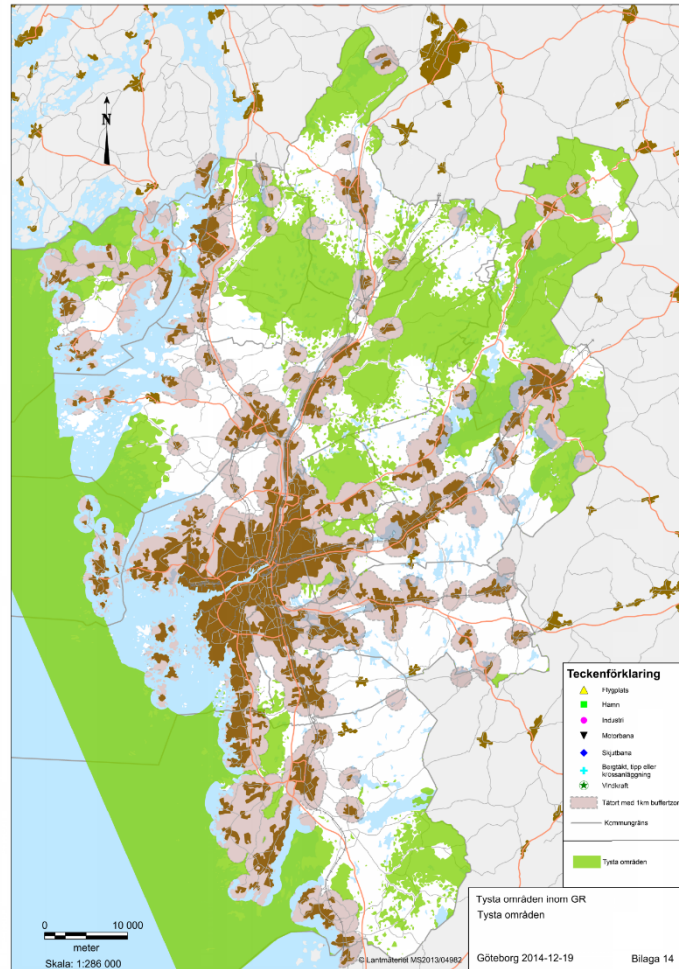 N
Teckenförklaring
Flygplats
Hamn
Industri
Motorbana
Skjutbana
Bergtäkt, tipp eller
krossanläggning
Vindkraft
Tätort med 1km buffertzon
Kommungräns
Tysta områden
0 10 000
meter
Skala: 1:286 000
© Lantmäteriet MS2013/04982
Tysta områden inom GR
Tysta områden
Göteborg 2014-12-19 Bilaga 14